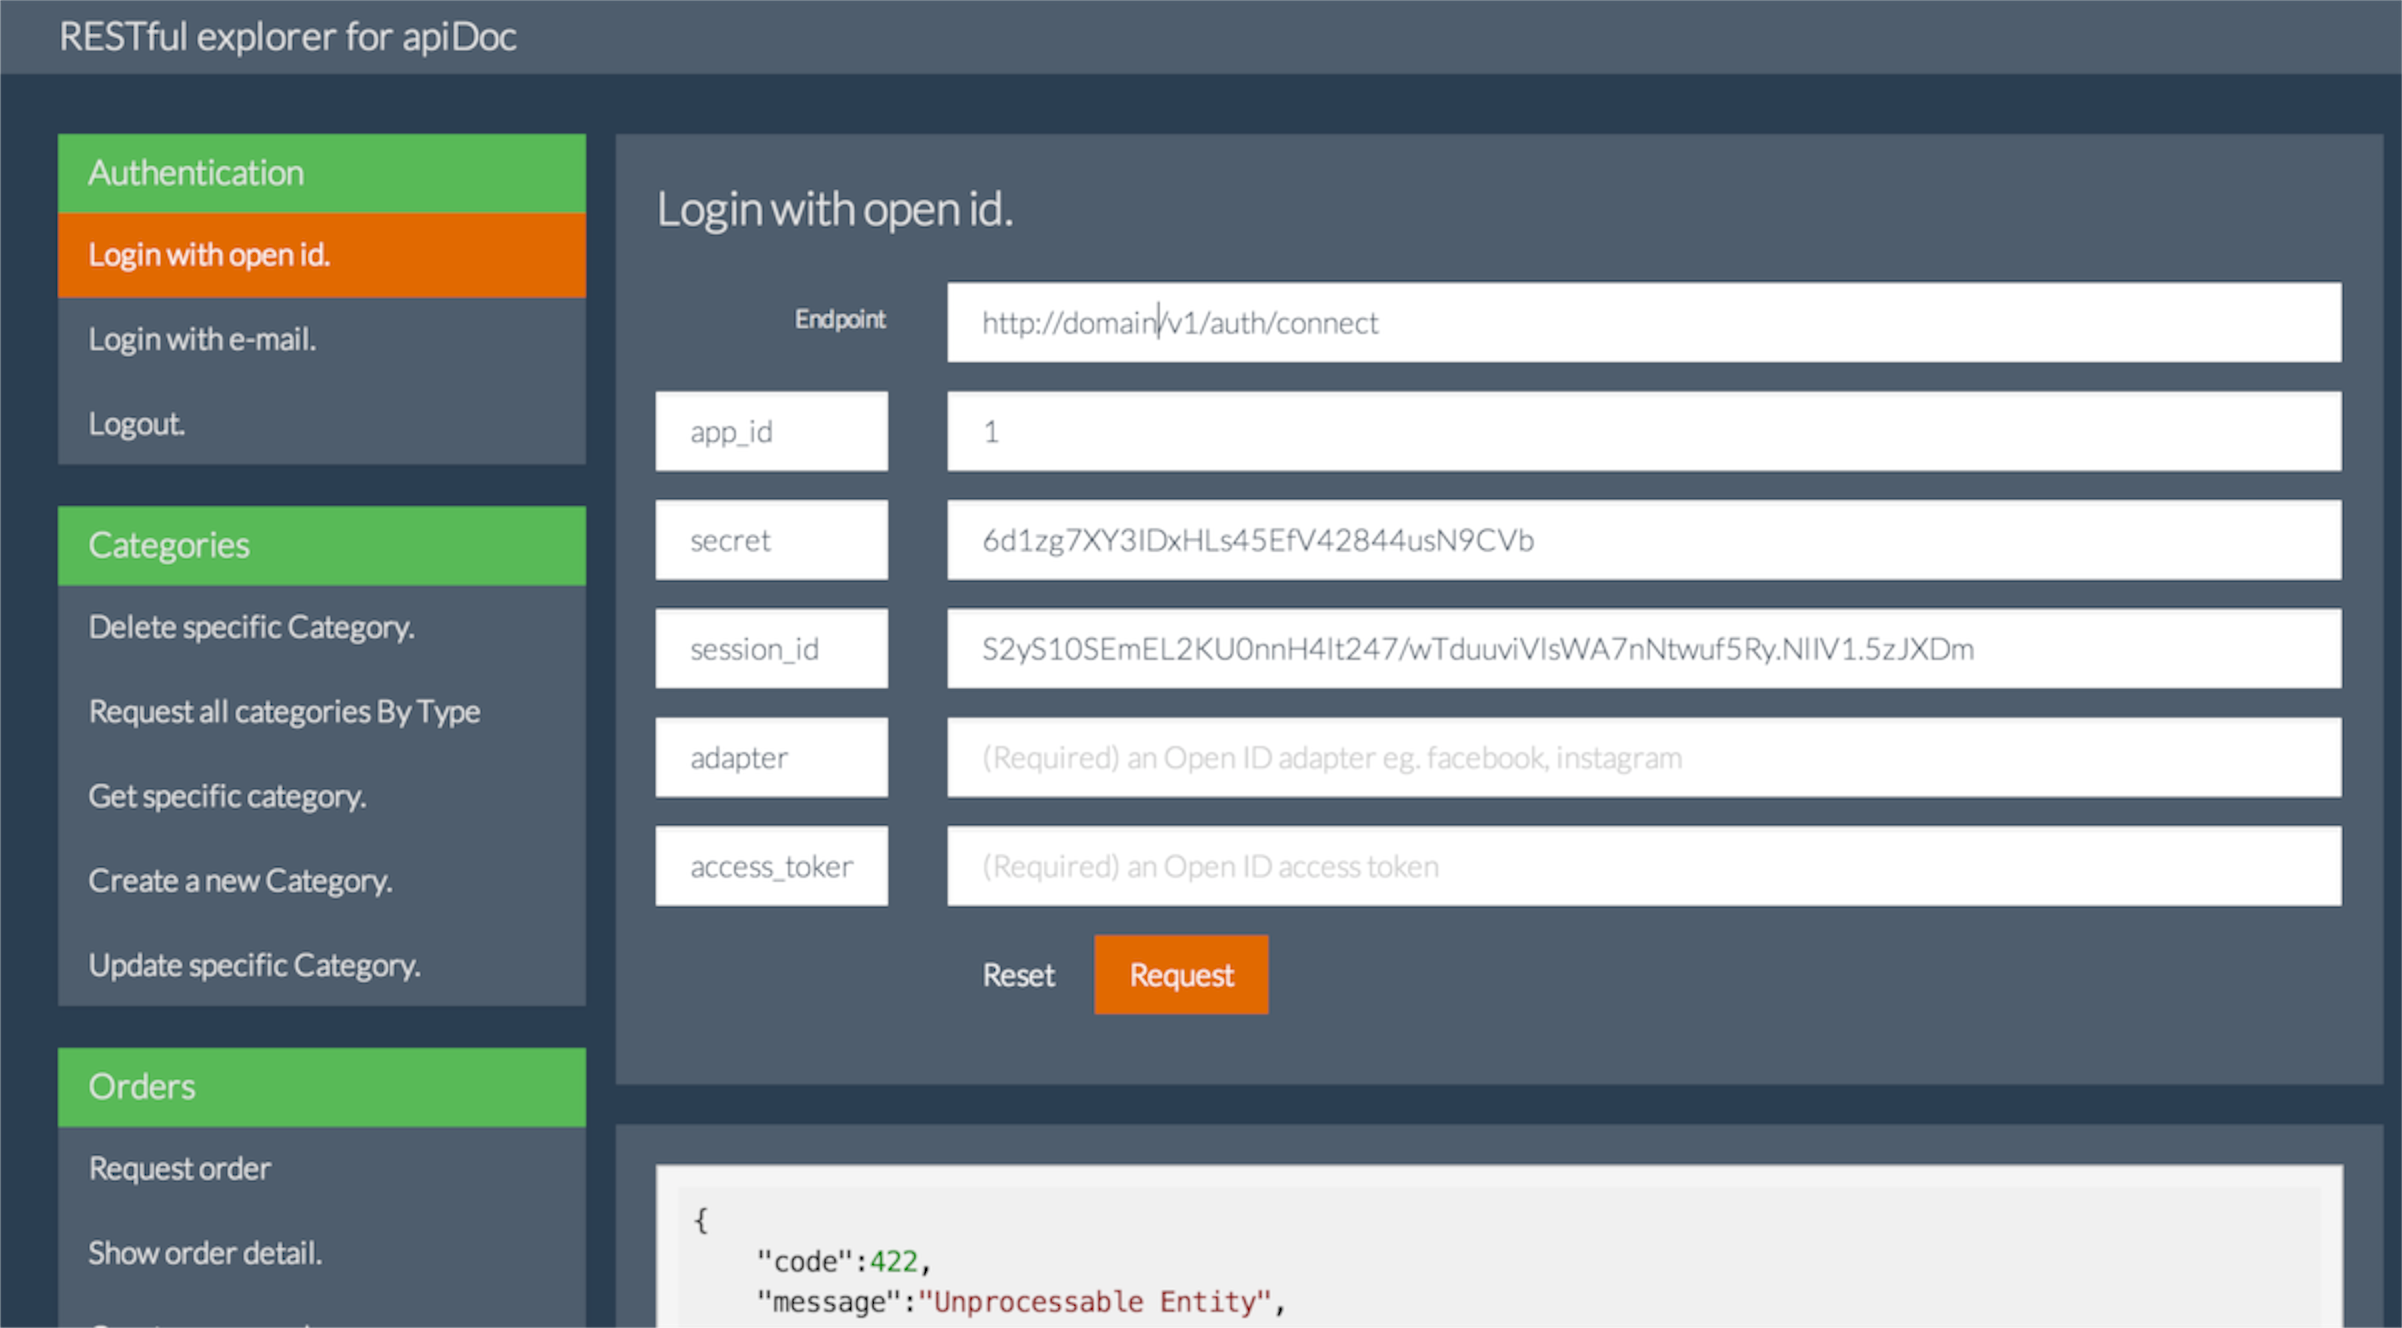 RESTful explorer for apiDoc
Authentication
Login with open id.
Login with e-mail.
Logout.
Categories
Delete specific Category.
Request all categories By Type
Get specific category.
Create a new Category.
Update specific Category.
Orders
Request order
Show order detail.
Login with open id.
Endpoint http://domain/v1/auth/connect
app_id 1
secret 6d1zg7XY3IDxHLs45EfV42844usN9CVb
session_id S2yS10SEmEL2KU0nnH4lt247/wTduuviVlsWA7nNtwuf5Ry.NlIV1.5zJXDm
adapter (Required) an Open ID adapter eg. facebook, instagram
access_toker (Required) an Open ID access token
Reset Request
{
"code":422,
"message":"Unprocessable Entity",